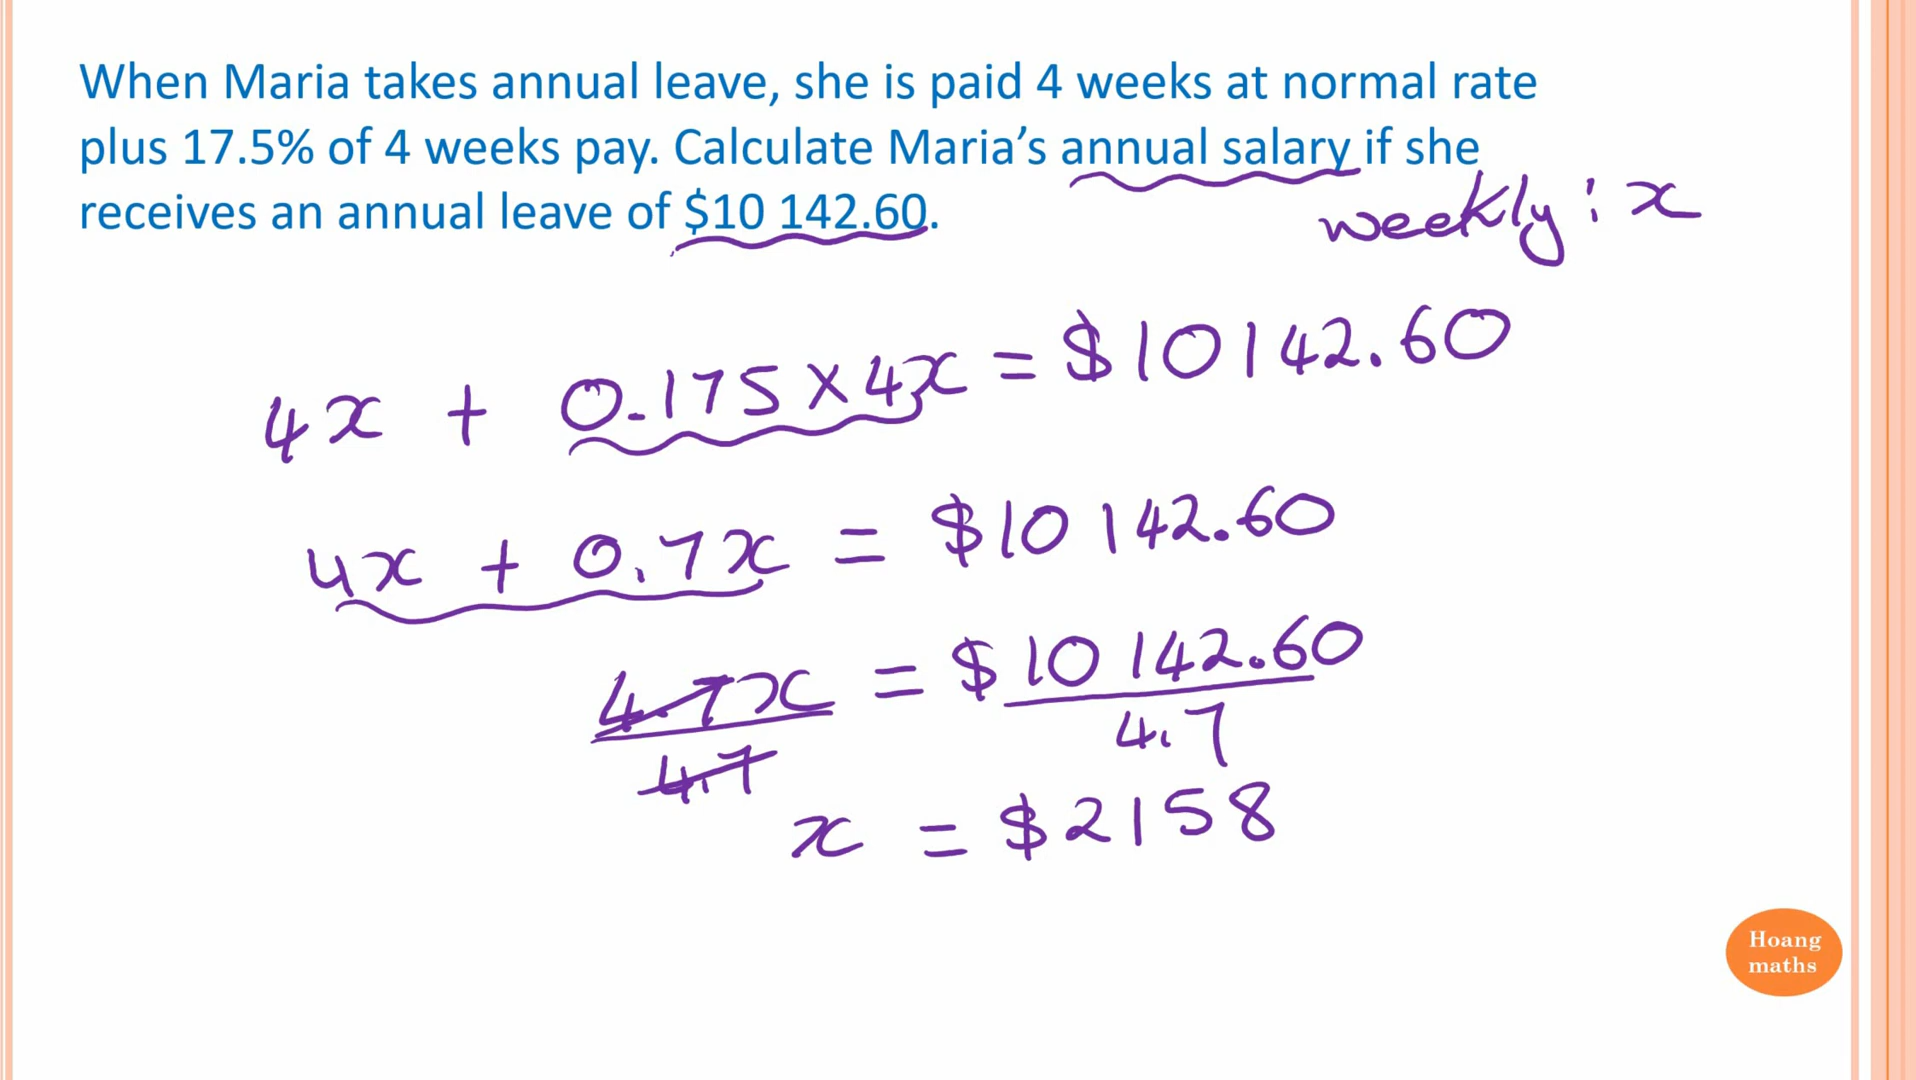 When Maria takes annual leave, she is paid 4 weeks at normal rate
plus 17.5% of 4 weeks pay. Calculate Maria’s annual salary if she
receives an annual leave of $10 142.60.
weekly : x
4x + 0.175 × 4x = $10142.60
4x + 0.7x = $10 142.60
4.7x = $10 142.60
4.7 4.7
x = $2158
Hoang
maths